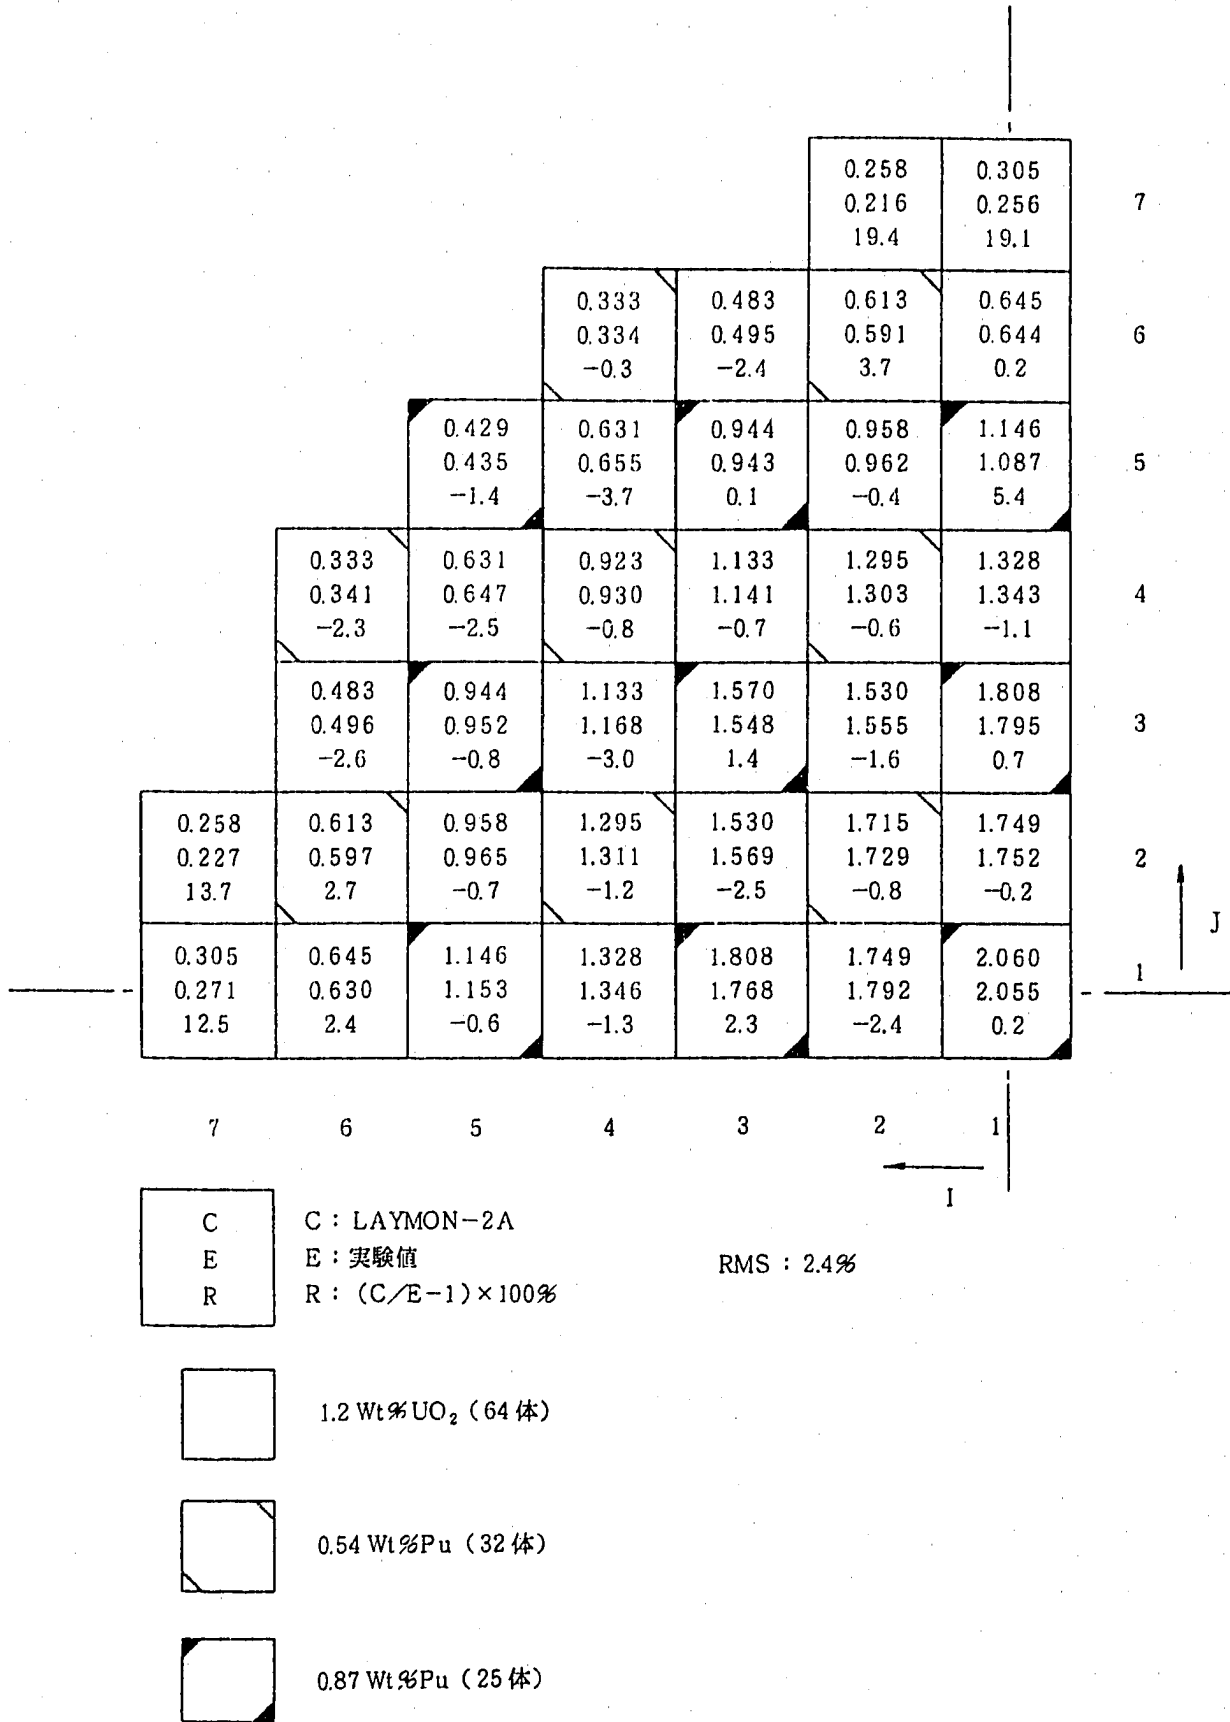 0.258 0.305
0.216 0.256 7
19.4 19.1
0.333 0.483 0.613 0.645
0.334 0.495 0.591 0.644 6
-0.3 -2.4 3.7 0.2
0.429 0.631 0.944 0.958 1.146
0.435 0.655 0.943 0.962 1.087 5
-1.4 -3.7 0.1 -0.4 5.4
0.333 0.631 0.923 1.133 1.295 1.328
0.341 0.647 0.930 1.141 1.303 1.343 4
-2.3 -2.5 -0.8 -0.7 -0.6 -1.1
0.483 0.944 1.133 1.570 1.530 1.808
0.496 0.952 1.168 1.548 1.555 1.795 3
-2.6 -0.8 -3.0 1.4 -1.6 0.7
0.258 0.613 0.958 1.295 1.530 1.715 1.749
0.227 0.597 0.965 1.311 1.569 1.729 1.752 2
13.7 2.7 -0.7 -1.2 -2.5 -0.8 -0.2
J
0.305 0.645 1.146 1.328 1.808 1.749 2.060
0.271 0.630 1.153 1.346 1.768 1.792 2.055 1
12.5 2.4 -0.6 -1.3 2.3 -2.4 0.2
7 6 5 4 3 2 1
I
C C：LAYMON-2A
E E：実験値 RMS：2.4%
R R：(C/E-1)×100%
1.2 Wt%UO₂（64体）
0.54 Wt%Pu（32体）
0.87 Wt%Pu（25体）